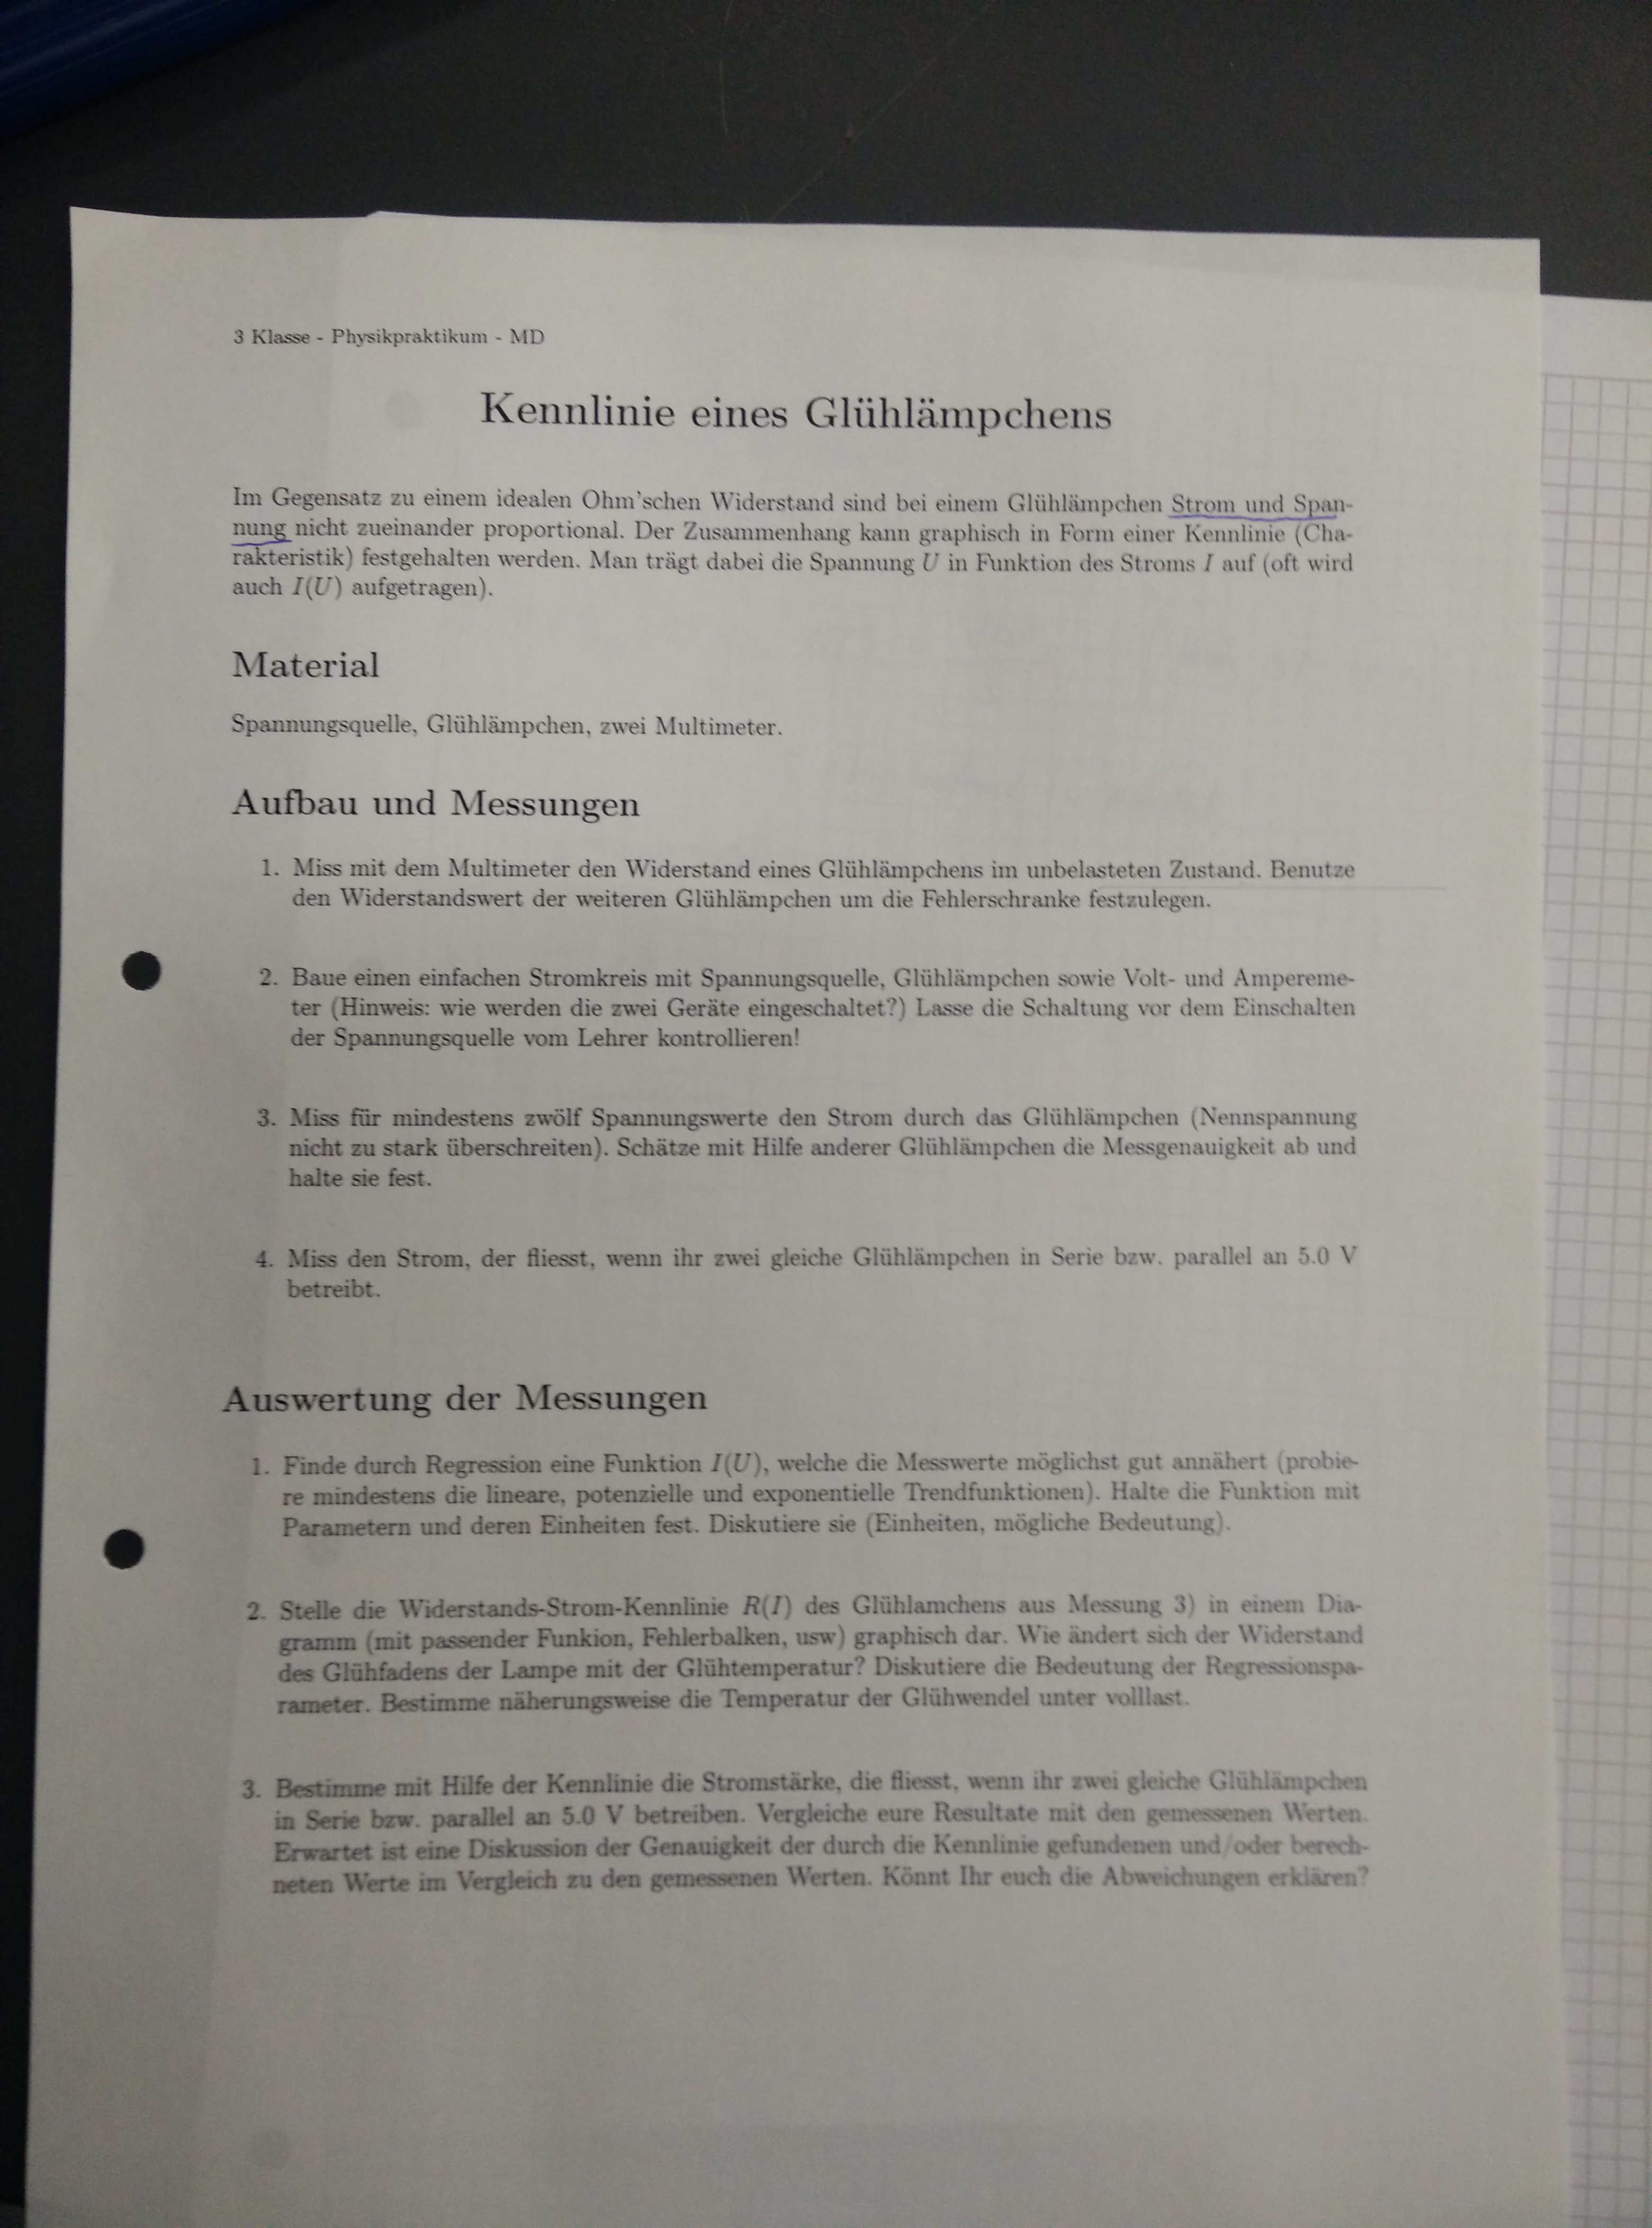 3 Klasse - Physikpraktikum - MD
Kennlinie eines Glühlämpchens
Im Gegensatz zu einem idealen Ohm'schen Widerstand sind bei einem Glühlämpchen Strom und Span-
nung nicht zueinander proportional. Der Zusammenhang kann graphisch in Form einer Kennlinie (Cha-
rakteristik) festgehalten werden. Man trägt dabei die Spannung U in Funktion des Stroms I auf (oft wird
auch I(U) aufgetragen).
Material
Spannungsquelle, Glühlämpchen, zwei Multimeter.
Aufbau und Messungen
1. Miss mit dem Multimeter den Widerstand eines Glühlämpchens im unbelasteten Zustand. Benutze
den Widerstandswert der weiteren Glühlämpchen um die Fehlerschranke festzulegen.
2. Baue einen einfachen Stromkreis mit Spannungsquelle, Glühlämpchen sowie Volt- und Ampereme-
ter (Hinweis: wie werden die zwei Geräte eingeschaltet?) Lasse die Schaltung vor dem Einschalten
der Spannungsquelle vom Lehrer kontrollieren!
3. Miss für mindestens zwölf Spannungswerte den Strom durch das Glühlämpchen (Nennspannung
nicht zu stark überschreiten). Schätze mit Hilfe anderer Glühlämpchen die Messgenauigkeit ab und
halte sie fest.
4. Miss den Strom, der fliesst, wenn ihr zwei gleiche Glühlämpchen in Serie bzw. parallel an 5.0 V
betreibt.
Auswertung der Messungen
1. Finde durch Regression eine Funktion I(U), welche die Messwerte möglichst gut annähert (probie-
re mindestens die lineare, potenzielle und exponentielle Trendfunktionen). Halte die Funktion mit
Parametern und deren Einheiten fest. Diskutiere sie (Einheiten, mögliche Bedeutung).
2. Stelle die Widerstands-Strom-Kennlinie R(I) des Glühlamchens aus Messung 3) in einem Dia-
gramm (mit passender Funkion, Fehlerbalken, usw) graphisch dar. Wie ändert sich der Widerstand
des Glühfadens der Lampe mit der Glühtemperatur? Diskutiere die Bedeutung der Regressionspa-
rameter. Bestimme näherungsweise die Temperatur der Glühwendel unter volllast.
3. Bestimme mit Hilfe der Kennlinie die Stromstärke, die fliesst, wenn ihr zwei gleiche Glühlämpchen
in Serie bzw. parallel an 5.0 V betreiben. Vergleiche eure Resultate mit den gemessenen Werten.
Erwartet ist eine Diskussion der Genauigkeit der durch die Kennlinie gefundenen und/oder berech-
neten Werte im Vergleich zu den gemessenen Werten. Könnt Ihr euch die Abweichungen erklären?